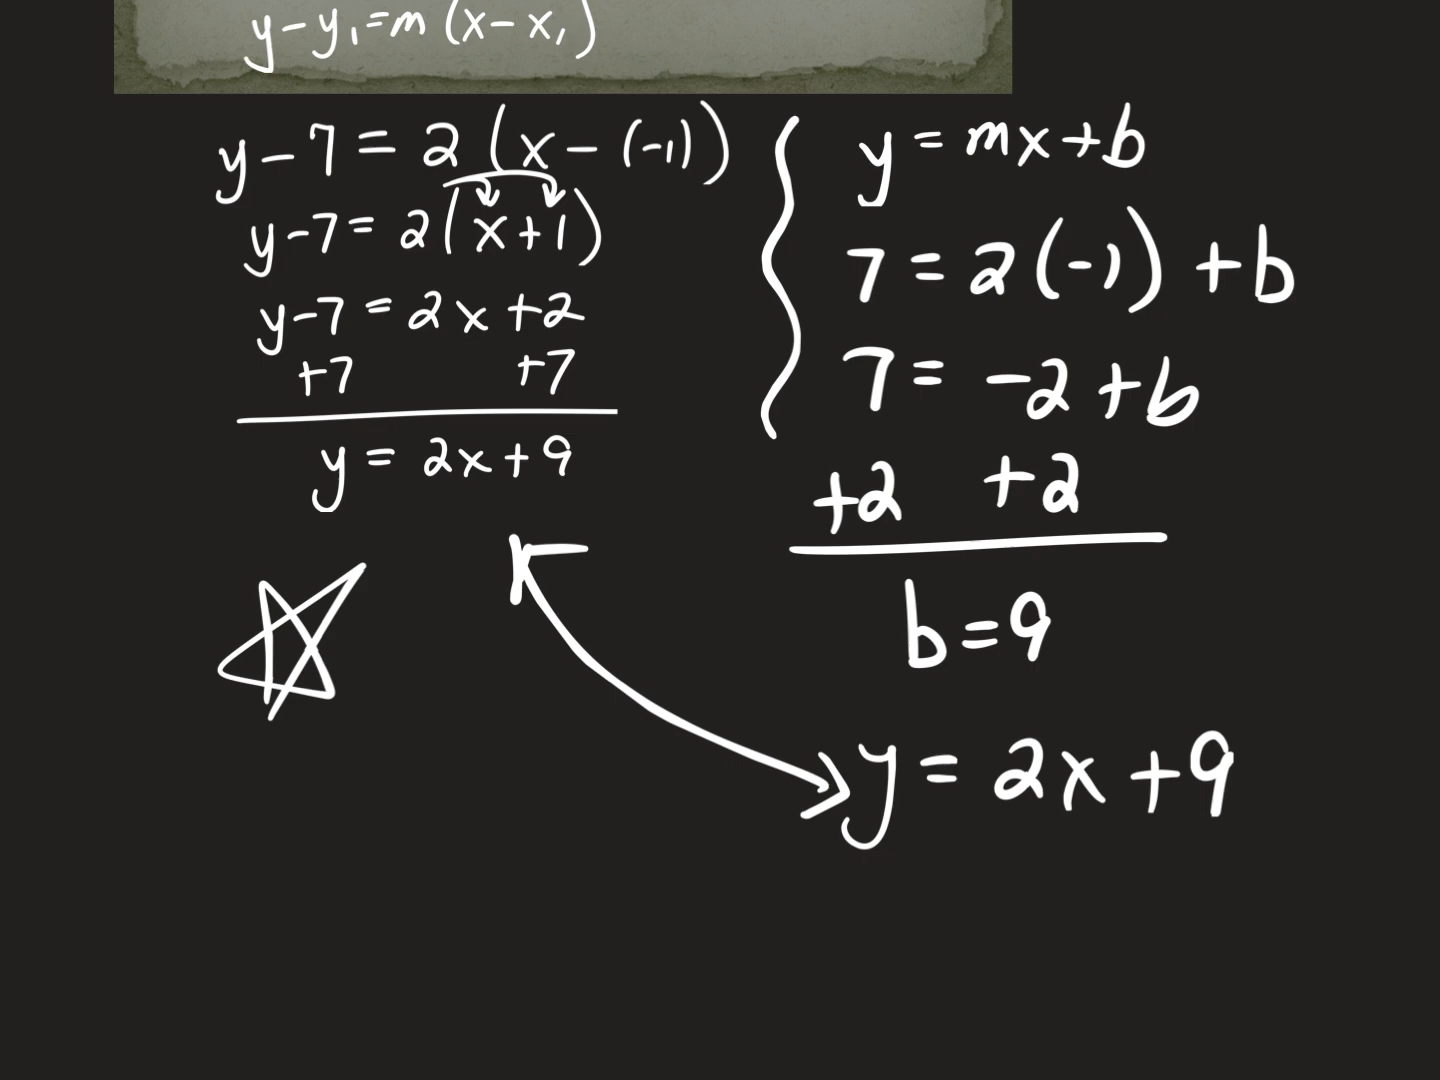 y-y₁=m(x-x₁)
y-7=2(x-(-1))
y-7=2(x+1)
y-7=2x+2
+7 +7
y=2x+9
y=mx+b
7=2(-1)+b
7=-2+b
+2 +2
b=9
y=2x+9